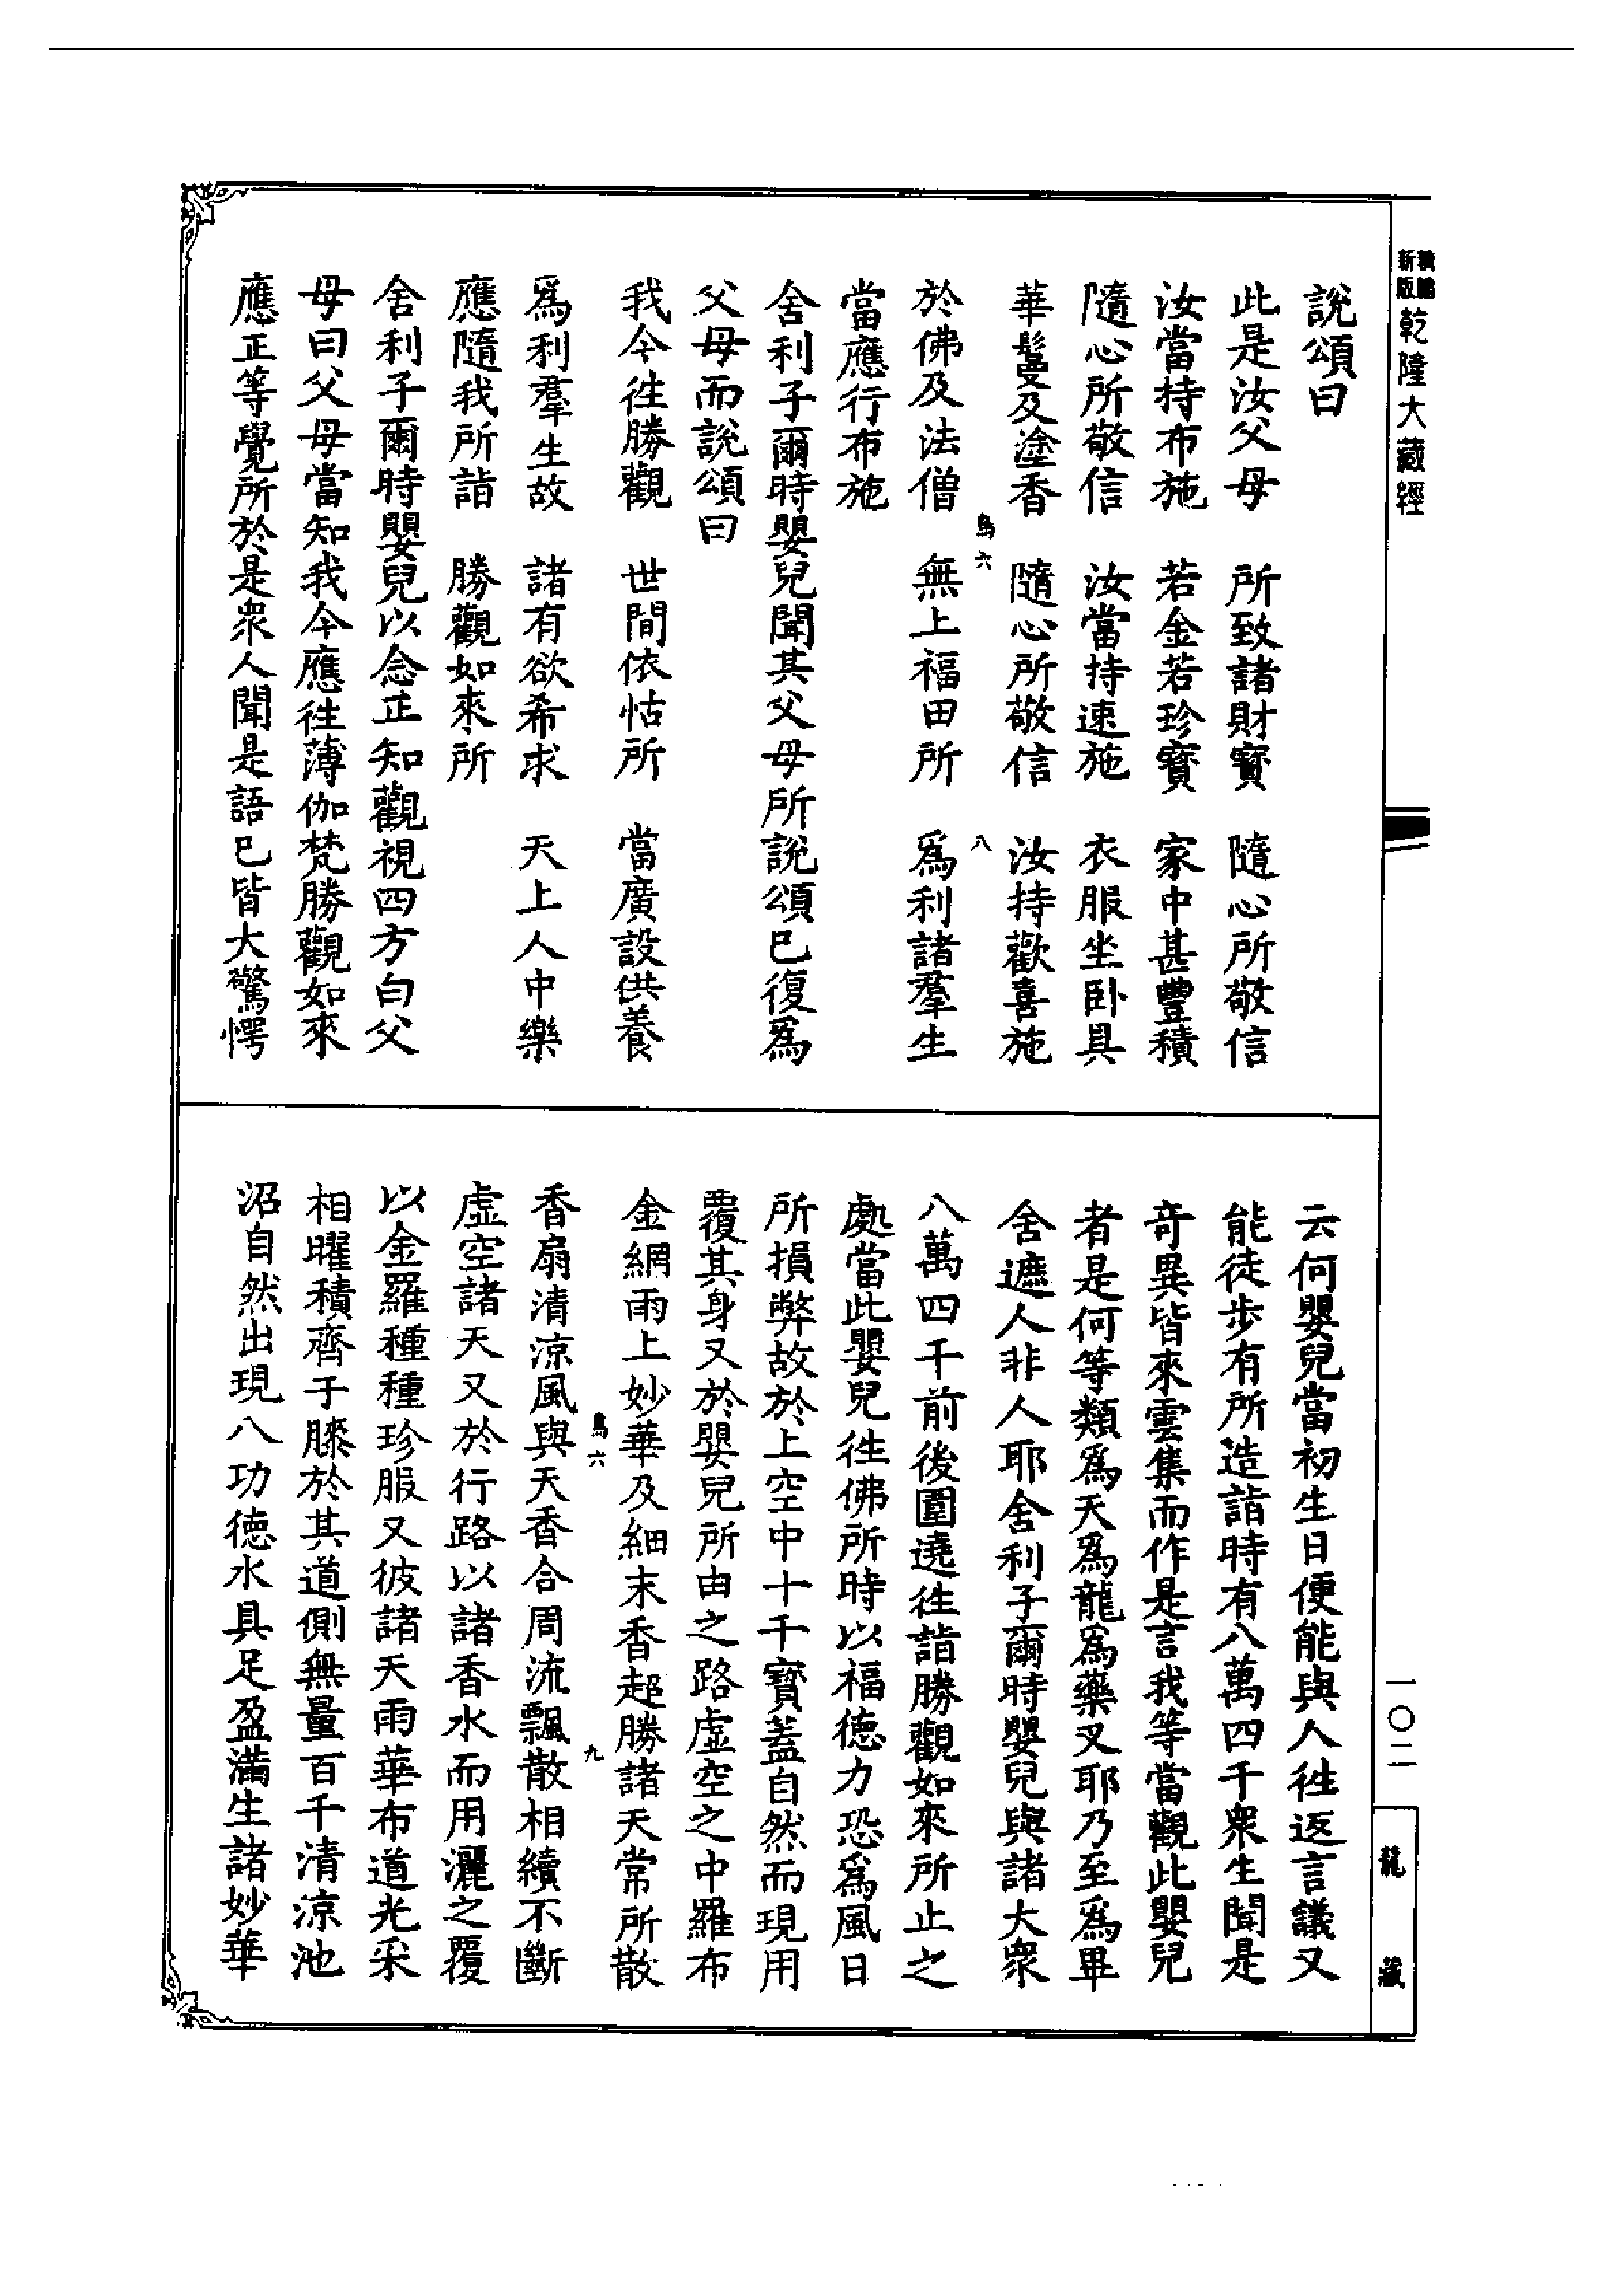 新版
乾隆大藏經
說頌曰
此是汝父母　所致諸財寶　隨心所敬信
汝當持布施　若金若珍寶　家中甚豐積
隨心所敬信　汝當持速施　衣服坐臥具
華鬘及塗香　隨心所敬信　汝持歡喜施
鳥六　八
於佛及法僧　無上福田所　爲利諸羣生
當應行布施
舍利子爾時嬰兒聞其父母所說頌已復爲
父母而說頌曰
我今徃勝觀　世間依怙所　當廣設供養
爲利羣生故　諸有欲希求　天上人中樂
應隨我所詣　勝觀如來所
舍利子爾時嬰兒以念正知觀視四方白父
母曰父母當知我今應徃薄伽梵勝觀如來
應正等覺所於是衆人聞是語已皆大驚愕
云何嬰兒當初生日便能與人徃返言議又
能徒步有所造詣時有八萬四千衆生聞是
竒異皆來雲集而作是言我等當觀此嬰兒
者是何等類爲天爲龍爲藥叉耶乃至爲畢
舍遮人非人耶舍利子爾時嬰兒與諸大衆
八萬四千前後圍遶徃詣勝觀如來所止之
處當此嬰兒徃佛所時以福德力恐爲風日
所損弊故於上空中十千寶蓋自然而現用
覆其身又於嬰兒所由之路虛空之中羅布
金網雨上妙華及細末香超勝諸天常所散
鳥六　九
香扇清涼風與天香合周流飄散相續不斷
虛空諸天又於行路以諸香水而用灑之覆
以金羅種種珍服又彼諸天雨華布道光采
相曜積齊于膝於其道側無量百千清涼池
沼自然出現八功德水具足盈滿生諸妙華
一〇二
龍藏